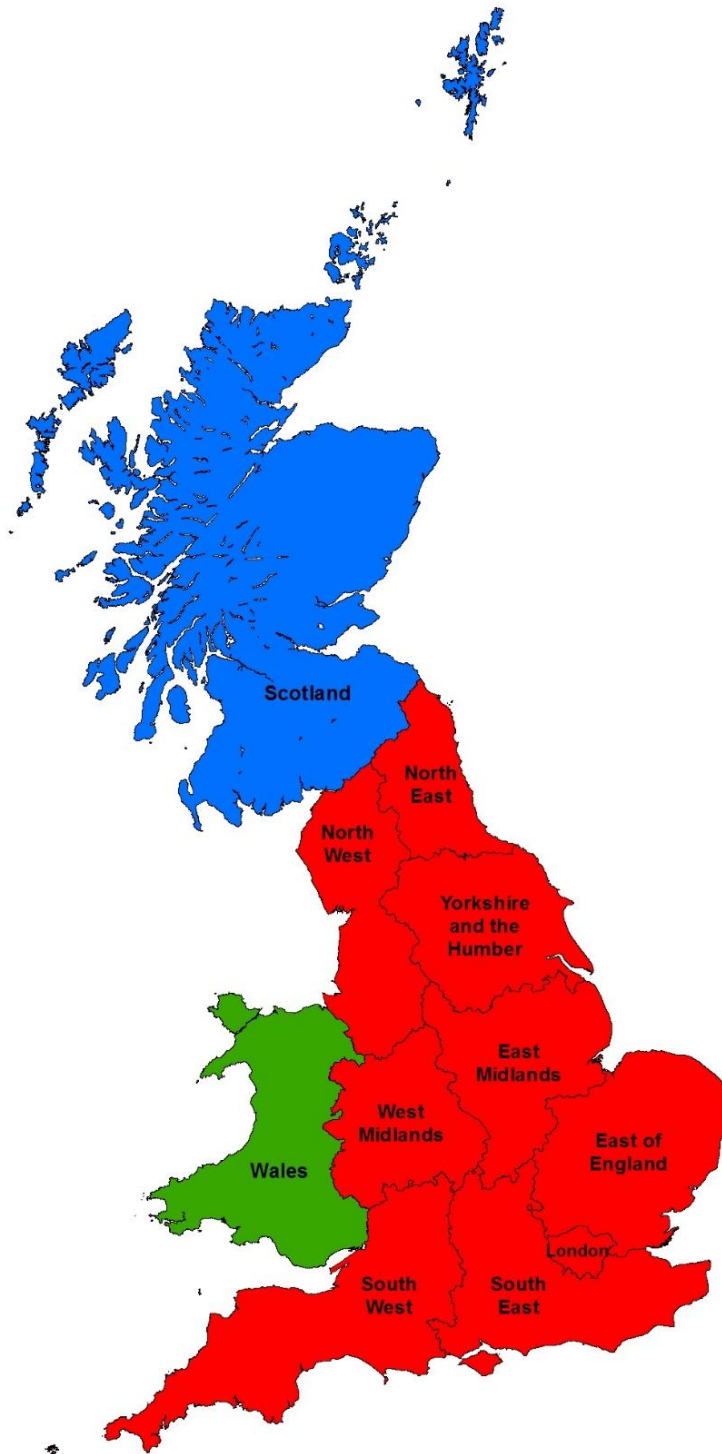 Scotland
North
East
North
West
Yorkshire
and the
Humber
East
Midlands
West
Midlands
East of
England
Wales
London
South
West
South
East